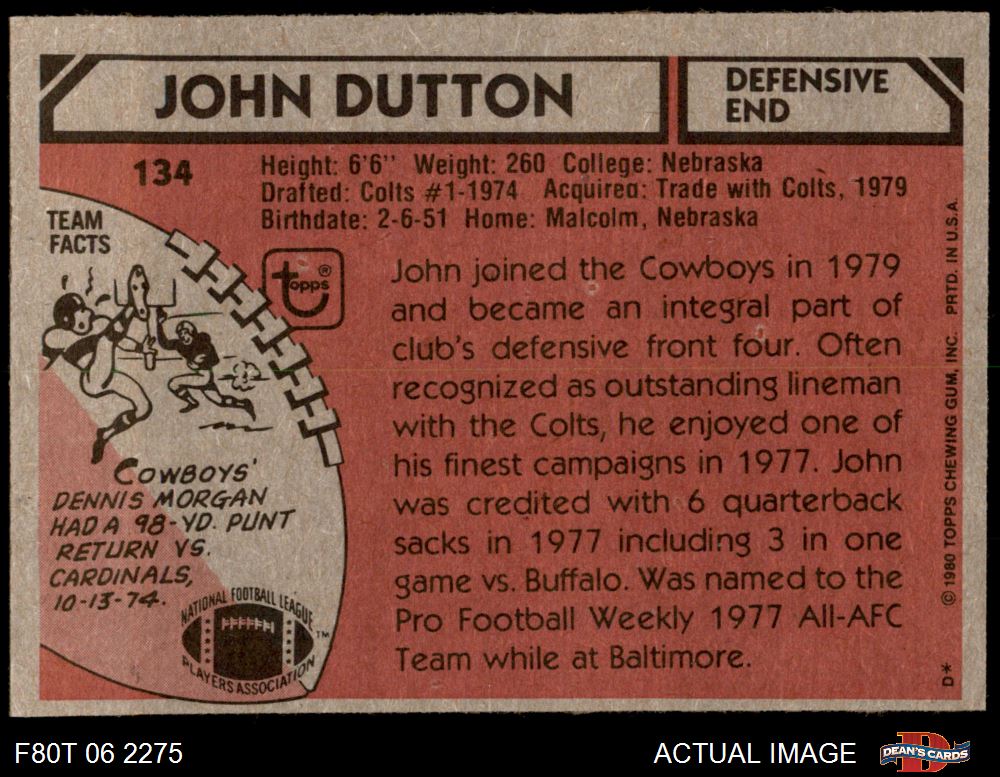 JOHN DUTTON
DEFENSIVE
END
134
Height: 6'6'' Weight: 260 College: Nebraska
Drafted: Colts #1-1974 Acquired: Trade with Colts, 1979
Birthdate: 2-6-51 Home: Malcolm, Nebraska
TEAM
FACTS
topps ®
John joined the Cowboys in 1979
and became an integral part of
club's defensive front four. Often
recognized as outstanding lineman
with the Colts, he enjoyed one of
his finest campaigns in 1977. John
was credited with 6 quarterback
sacks in 1977 including 3 in one
game vs. Buffalo. Was named to the
Pro Football Weekly 1977 All-AFC
Team while at Baltimore.
COWBOYS'
DENNIS MORGAN
HAD A 98-YD. PUNT
RETURN VS.
CARDINALS,
10-13-74.
NATIONAL FOOTBALL LEAGUE
PLAYERS ASSOCIATION
TM
D* © 1980 TOPPS CHEWING GUM, INC. PRTD. IN U.S.A.
F80T 06 2275
ACTUAL IMAGE
DEAN'S CARDS